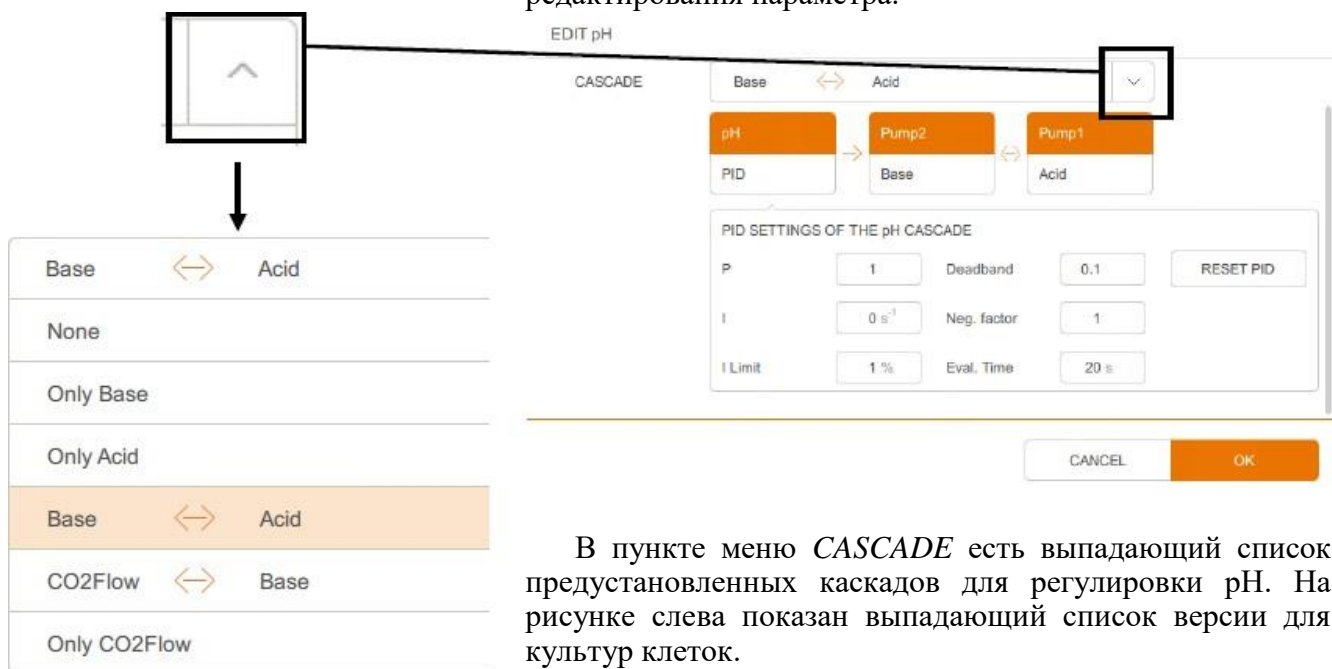 редактирования параметра.
EDIT pH
CASCADE Base Acid
pH Pump2 Pump1
PID Base Acid
PID SETTINGS OF THE pH CASCADE
P 1 Deadband 0.1 RESET PID
I 0 s⁻¹ Neg. factor 1
I Limit 1 % Eval. Time 20 s
CANCEL OK
Base Acid
None
Only Base
Only Acid
Base Acid
CO2Flow Base
Only CO2Flow
В пункте меню CASCADE есть выпадающий список
предустановленных каскадов для регулировки pH. На
рисунке слева показан выпадающий список версии для
культур клеток.